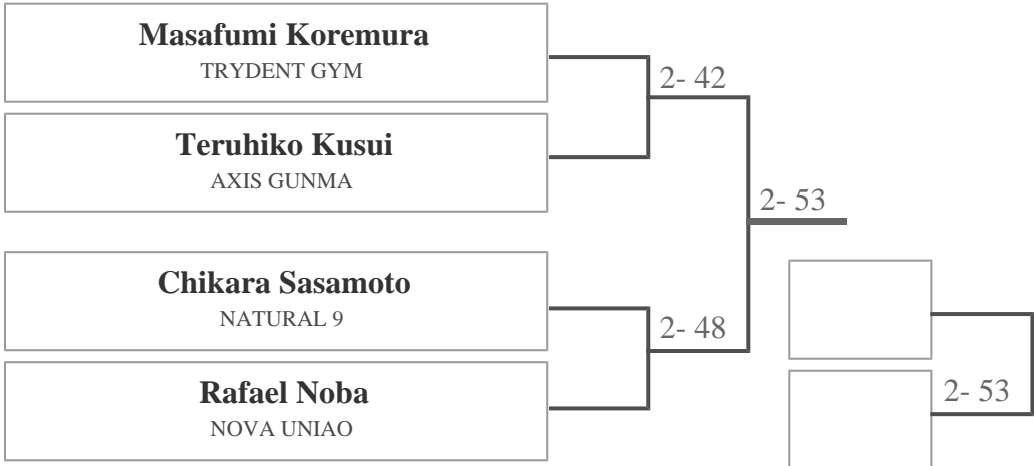 Masafumi Koremura
TRYDENT GYM
2- 42
Teruhiko Kusui
AXIS GUNMA
2- 53
Chikara Sasamoto
NATURAL 9
2- 48
Rafael Noba
NOVA UNIAO
2- 53